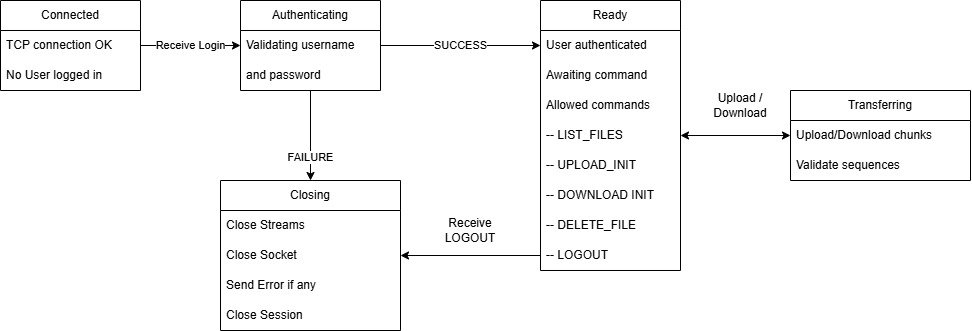 Connected
TCP connection OK
No User logged in
Receive Login
Authenticating
Validating username
and password
SUCCESS
FAILURE
Ready
User authenticated
Awaiting command
Allowed commands
-- LIST_FILES
-- UPLOAD_INIT
-- DOWNLOAD INIT
-- DELETE_FILE
-- LOGOUT
Upload /
Download
Transferring
Upload/Download chunks
Validate sequences
Receive
LOGOUT
Closing
Close Streams
Close Socket
Send Error if any
Close Session